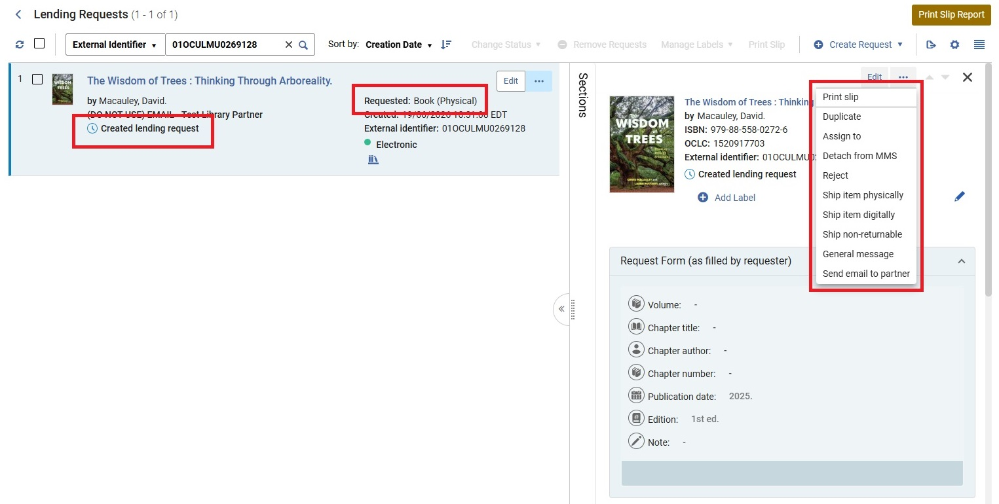 Lending Requests (1 - 1 of 1)
Print Slip Report
External Identifier
01OCULMU0269128
Sort by: Creation Date
Change Status
Remove Requests
Manage Labels
Print Slip
Create Request
1
The Wisdom of Trees : Thinking Through Arboreality.
by Macauley, David.
(DO NOT USE) EMAIL - Test Library Partner
Created lending request
Requested: Book (Physical)
Created: EDT
External identifier: 01OCULMU0269128
Electronic
Edit
Sections
Edit
The WISDOM of TREES
The Wisdom of Trees : Thinking
by Macauley, David.
ISBN: 979-88-558-0272-6
OCLC: 1520917703
External identifier: 01OCULMU0
Created lending request
Add Label
Print slip
Duplicate
Assign to
Detach from MMS
Reject
Ship item physically
Ship item digitally
Ship non-returnable
General message
Send email to partner
Request Form (as filled by requester)
Volume: -
Chapter title: -
Chapter author: -
Chapter number: -
Publication date: 2025.
Edition: 1st ed.
Note: -